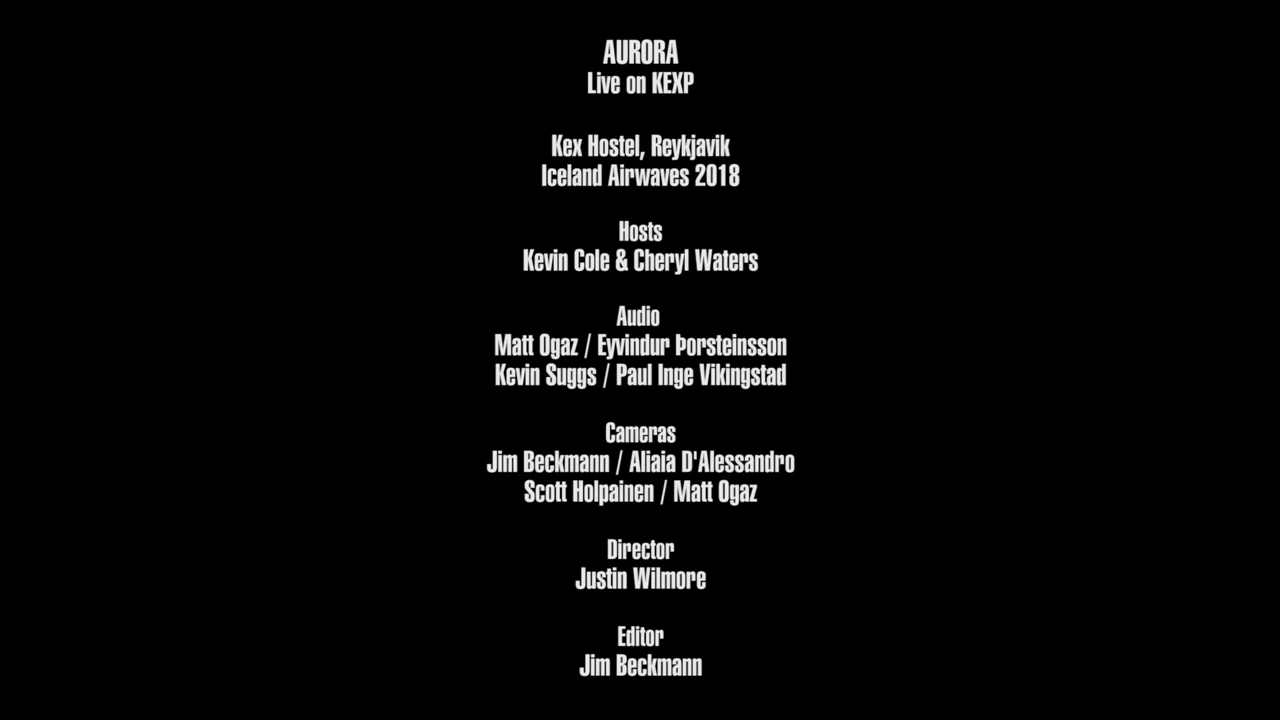 AURORA
Live on KEXP
Kex Hostel, Reykjavik
Iceland Airwaves 2018
Hosts
Kevin Cole & Cheryl Waters
Audio
Matt Ogaz / Eyvindur Þorsteinsson
Kevin Suggs / Paul Inge Vikingstad
Cameras
Jim Beckmann / Aliaia D'Alessandro
Scott Holpainen / Matt Ogaz
Director
Justin Wilmore
Editor
Jim Beckmann